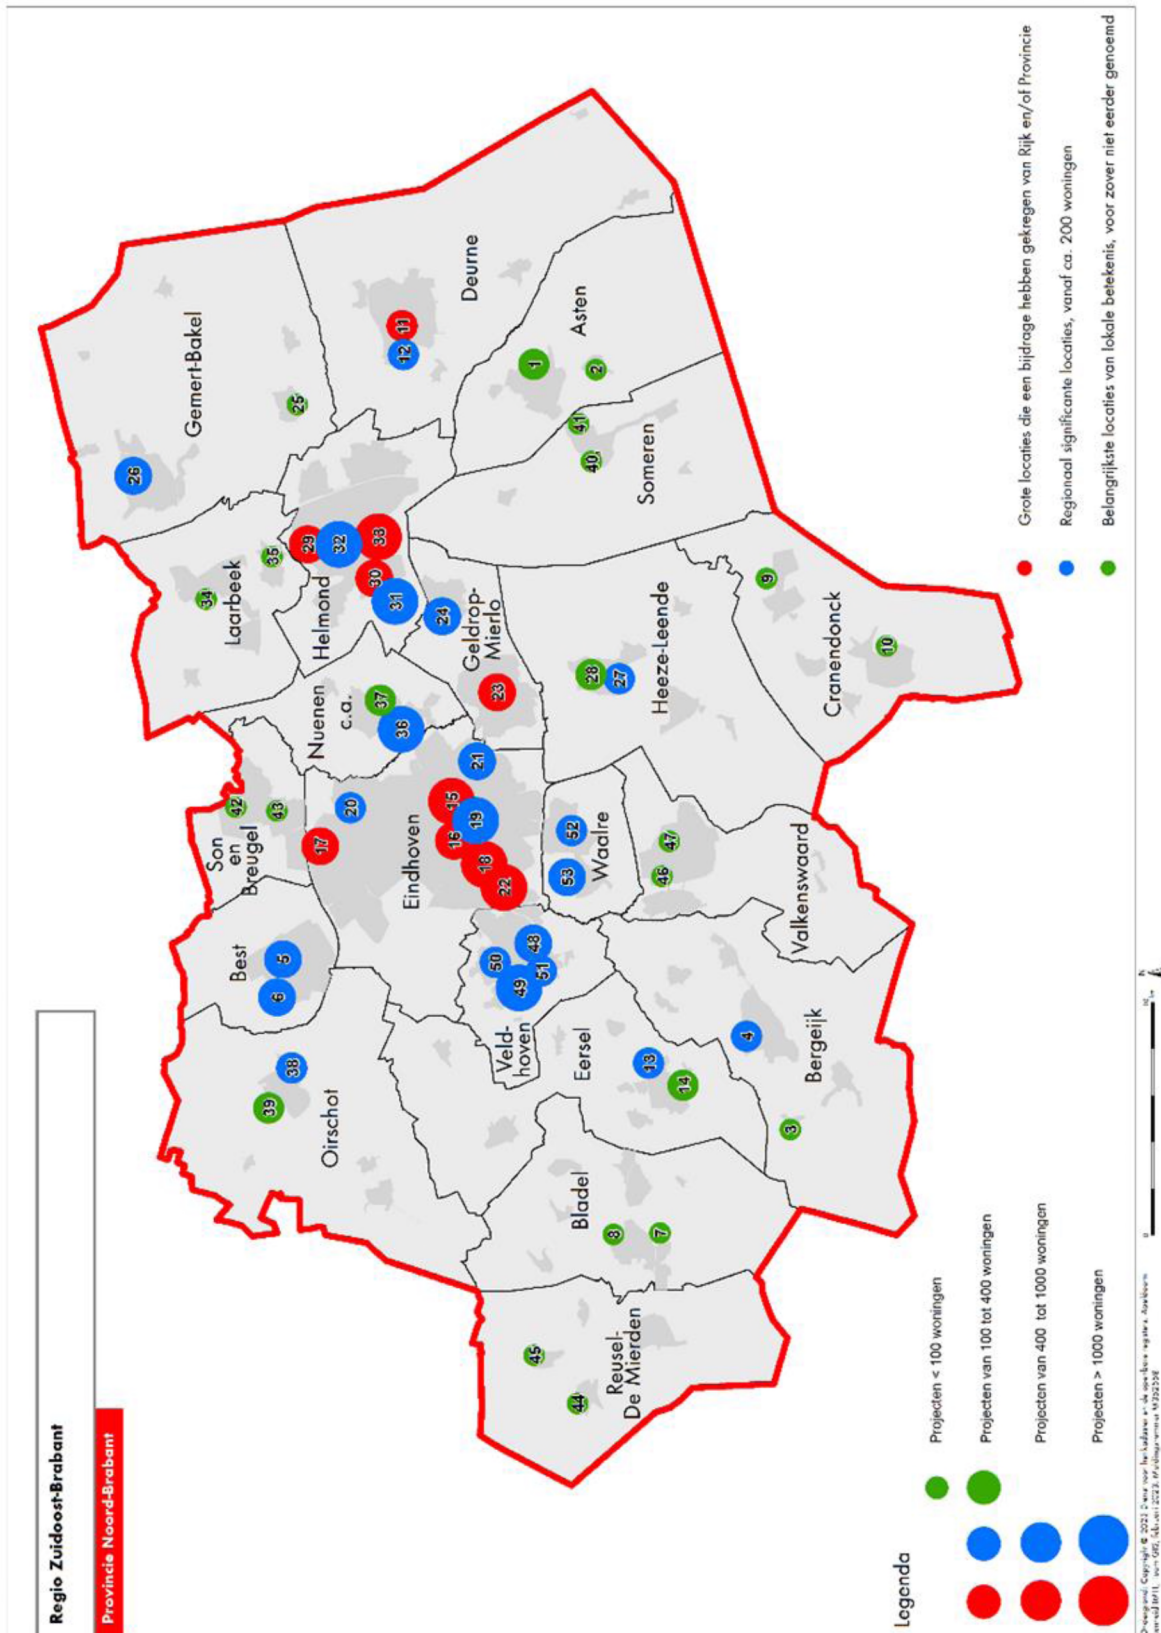 Regio Zuidoost-Brabant
Provincie Noord-Brabant
Gemert-Bakel
26
25
Laarbeek
34
35
Deurne
11
12
Helmond
29
32
33
30
31
Asten
1
2
Someren
41
40
Geldrop-
Mierlo
24
23
Nuenen
c.a.
37
36
Son
en
Breugel
42
43
Eindhoven
17
20
21
15
19
16
18
22
Heeze-Leende
28
27
Cranendonck
9
10
Waalre
52
53
Valkenswaard
47
46
Best
5
6
Veld-
hoven
50
48
51
49
Oirschot
38
39
Eersel
13
14
Bergeijk
4
3
Bladel
8
7
Reusel-
De Mierden
45
44
Legenda
Projecten < 100 woningen
Projecten van 100 tot 400 woningen
Projecten van 400 tot 1000 woningen
Projecten > 1000 woningen
Grote locaties die een bijdrage hebben gekregen van Rijk en/of Provincie
Regionaal significante locaties, vanaf ca. 200 woningen
Belangrijkste locaties van lokale betekenis, voor zover niet eerder genoemd
N
0